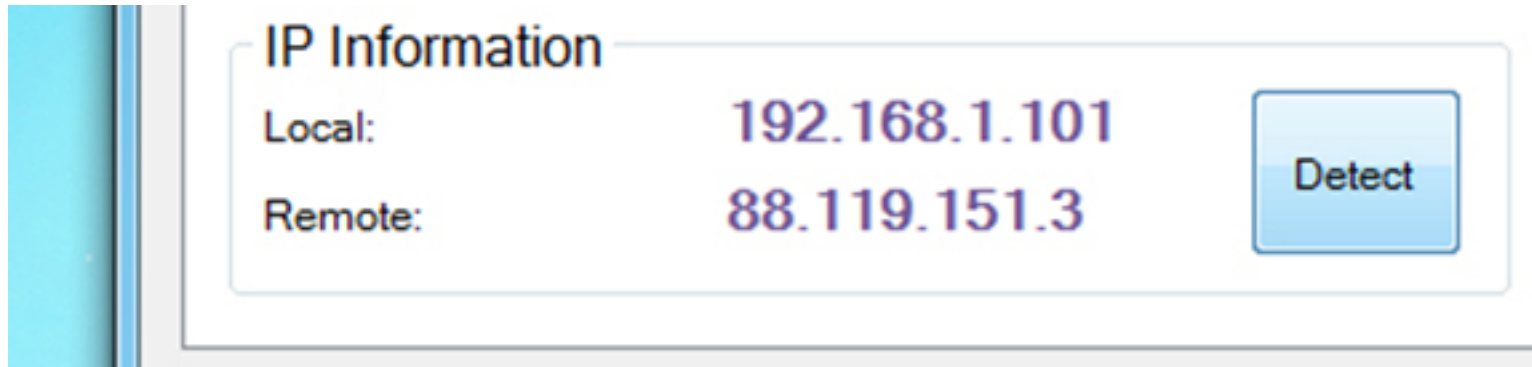 IP Information
Local: 192.168.1.101
Remote: 88.119.151.3
Detect